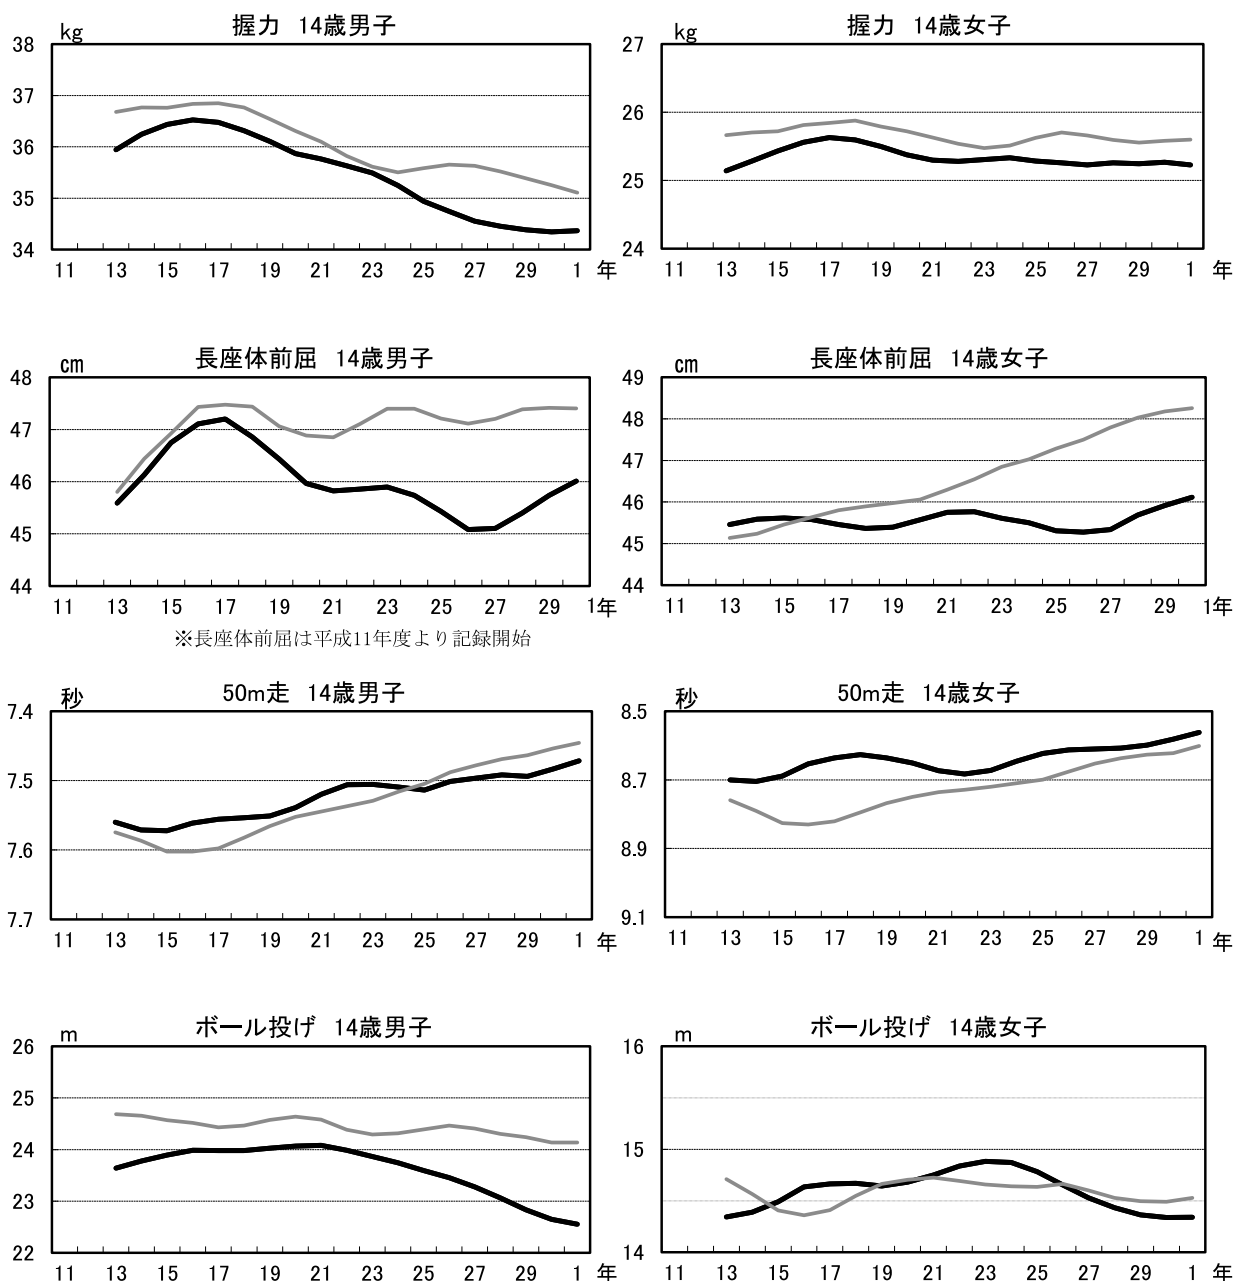 kg 握力 14歳男子
38
37
36
35
34
11 13 15 17 19 21 23 25 27 29 1 年
kg 握力 14歳女子
27
26
25
24
11 13 15 17 19 21 23 25 27 29 1 年
cm 長座体前屈 14歳男子
48
47
46
45
44
11 13 15 17 19 21 23 25 27 29 1年
※長座体前屈は平成11年度より記録開始
cm 長座体前屈 14歳女子
49
48
47
46
45
44
11 13 15 17 19 21 23 25 27 29 1年
秒 50m走 14歳男子
7.4
7.5
7.6
7.7
11 13 15 17 19 21 23 25 27 29 1 年
秒 50m走 14歳女子
8.5
8.7
8.9
9.1
11 13 15 17 19 21 23 25 27 29 1 年
m ボール投げ 14歳男子
26
25
24
23
22
11 13 15 17 19 21 23 25 27 29 1 年
m ボール投げ 14歳女子
16
15
14
11 13 15 17 19 21 23 25 27 29 1 年